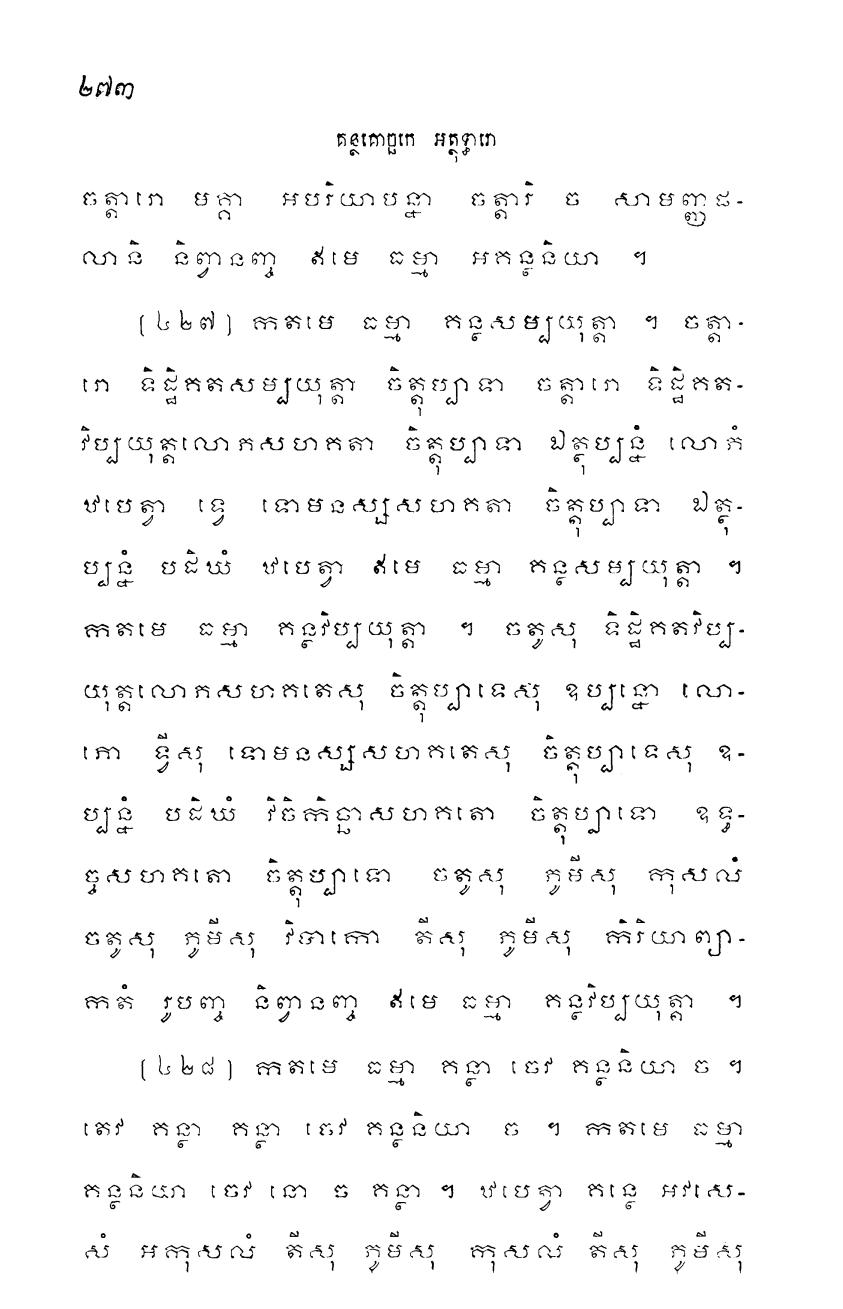 ២៧៣
គន្ថគោច្ឆកេ អត្ថុទ្ធារោ
ចត្តារោ មគ្គា អបរិយាបន្នា ចត្តារិ ច សាមញ្ញផ-
លានិ និព្វានញ្ច ឥមេ ធម្មា អគន្ថនិយា ។
(៤២៧) កតមេ ធម្មា គន្ថសម្បយុត្តា ។ ចត្តា-
រោ ទិដ្ឋិគតសម្បយុត្តា ចិត្តុប្បាទា ចត្តារោ ទិដ្ឋិគត-
វិប្បយុត្តលោភសហគតា ចិត្តុប្បាទា ឯត្ថុប្បន្នំ លោភំ
ឋបេត្វា ទ្វេ ទោមនស្សសហគតា ចិត្តុប្បាទា ឯត្ថុ-
ប្បន្នំ បដិឃំ ឋបេត្វា ឥមេ ធម្មា គន្ថសម្បយុត្តា ។
កតមេ ធម្មា គន្ថវិប្បយុត្តា ។ ចតូសុ ទិដ្ឋិគតវិប្ប-
យុត្តលោភសហគតេសុ ចិត្តុប្បាទេសុ ឧប្បន្នោ លោ-
ភោ ទ្វីសុ ទោមនស្សសហគតេសុ ចិត្តុប្បាទេសុ ឧ-
ប្បន្នំ បដិឃំ វិចិកិច្ឆាសហគតោ ចិត្តុប្បាទោ ឧទ្ធ-
ច្ចសហគតោ ចិត្តុប្បាទោ ចតូសុ ភូមីសុ កុសលំ
ចតូសុ ភូមីសុ វិបាកោ តីសុ ភូមីសុ កិរិយាព្យា-
កតំ រូបញ្ច និព្វានញ្ច ឥមេ ធម្មា គន្ថវិប្បយុត្តា ។
(៤២៨) កតមេ ធម្មា គន្ថា ចេវ គន្ថនិយា ច ។
តេវ គន្ថា គន្ថា ចេវ គន្ថនិយា ច ។ កតមេ ធម្មា
គន្ថនិយា ចេវ នោ ច គន្ថា ។ ឋបេត្វា គន្ថេ អវសេ-
សំ អកុសលំ តីសុ ភូមីសុ កុសលំ តីសុ ភូមីសុ